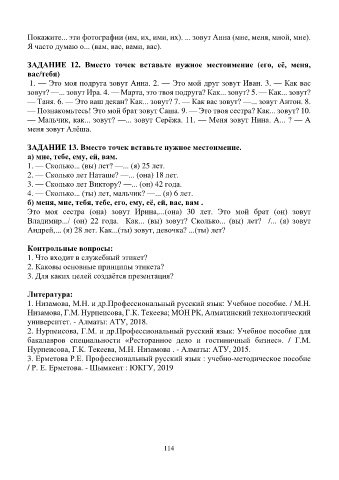 Покажите... эти фотографии (им, их, ими, их). ... зовут Анна (мне, меня, мной, мне).
Я часто думаю о... (вам, вас, вами, вас).
ЗАДАНИЕ 12. Вместо точек вставьте нужное местоимение (его, её, меня,
вас/тебя)
1. — Это моя подруга зовут Анна. 2. — Это мой друг зовут Иван. 3. — Как вас
зовут? —... зовут Ира. 4. — Марта, это твоя подруга? Как... зовут? 5. — Как... зовут?
— Таня. 6. — Это ваш декан? Как... зовут? 7. — Как вас зовут? —... зовут Антон. 8.
— Познакомьтесь! Это мой брат зовут Саша. 9. — Это твоя сестра? Как... зовут? 10.
— Мальчик, как... зовут? —... зовут Серёжа. 11. — Меня зовут Нина. А... ? — А
меня зовут Алёша.
ЗАДАНИЕ 13. Вместо точек вставьте нужное местоимение.
а) мне, тебе, ему, ей, вам.
1. — Сколько... (вы) лет? —... (я) 25 лет.
2. — Сколько лет Наташе? —... (она) 18 лет.
3. — Сколько лет Виктору? —... (он) 42 года.
4. — Сколько... (ты) лет, мальчик? —... (я) 6 лет.
б) меня, мне, тебя, тебе, его, ему, её, ей, вас, вам .
Это моя сестра (она) зовут Ирина,...(она) 30 лет. Это мой брат (он) зовут
Владимир.../ (он) 22 года. Как... (вы) зовут? Сколько... (вы) лет? /... (я) зовут
Андрей,... (я) 28 лет. Как...(ты) зовут, девочка? ...(ты) лет?
Контрольные вопросы:
1. Что входит в служебный этикет?
2. Каковы основные принципы этикета?
3. Для каких целей создаётся презентация?
Литература:
1. Низамова, М.Н. и др.Профессиональный русский язык: Учебное пособие. / М.Н.
Низамова, Г.М. Нурпеисова, Г.К. Текеева; МОН РК, Алматинский технологический
университет. - Алматы: АТУ, 2018.
2. Нурпеисова, Г.М. и др.Профессиональный русский язык: Учебное пособие для
бакалавров специальности «Ресторанное дело и гостиничный бизнес». / Г.М.
Нурпеисова, Г.К. Текеева, М.Н. Низамова . - Алматы: АТУ, 2015.
3. Ерметова Р.Е. Профессиональный русский язык : учебно-методическое пособие
/ Р. Е. Ерметова. - Шымкент : ЮКГУ, 2019
114